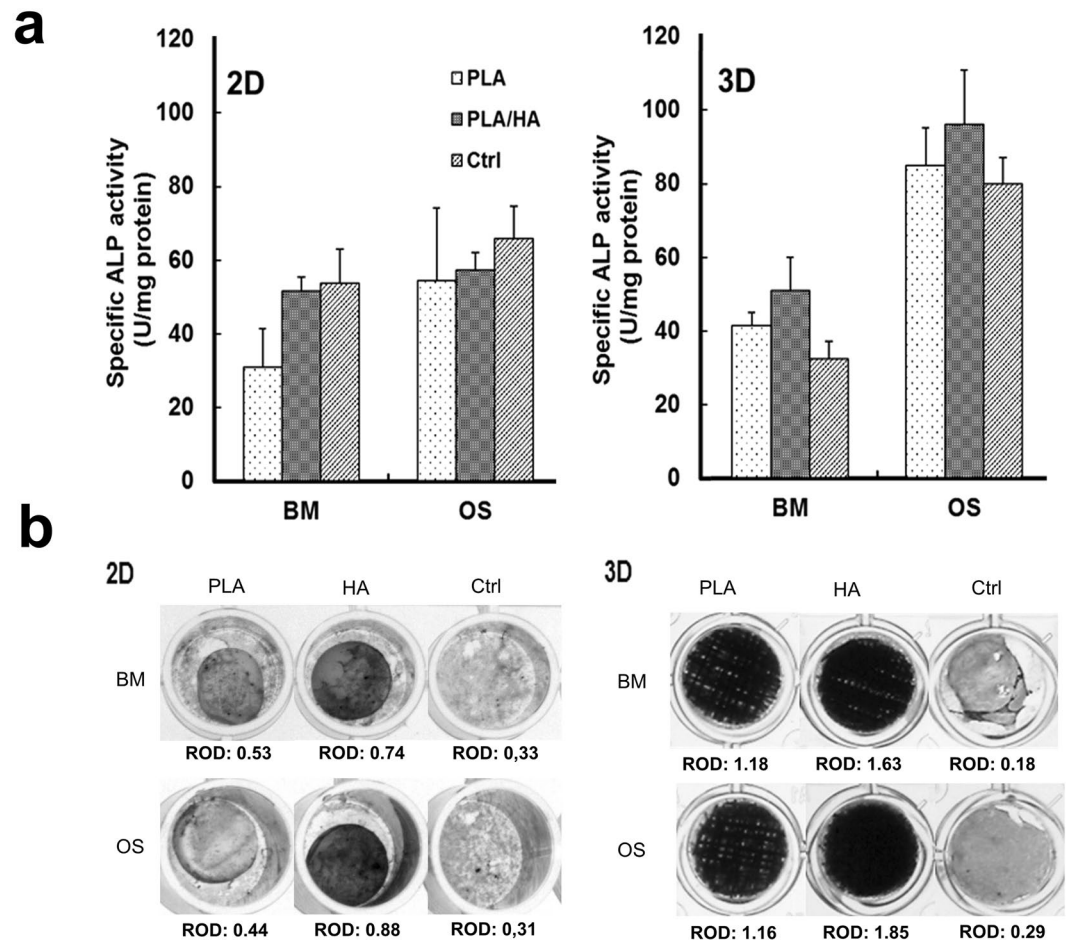 a
120
100
80
60
40
20
0
Specific ALP activity
(U/mg protein)
2D
PLA
PLA/HA
Ctrl
BM OS
120
100
80
60
40
20
0
Specific ALP activity
(U/mg protein)
3D
BM OS
b
2D
PLA HA Ctrl
BM
ROD: 0.53 ROD: 0.74 ROD: 0,33
OS
ROD: 0.44 ROD: 0.88 ROD: 0,31
3D
PLA HA Ctrl
BM
ROD: 1.18 ROD: 1.63 ROD: 0.18
OS
ROD: 1.16 ROD: 1.85 ROD: 0.29